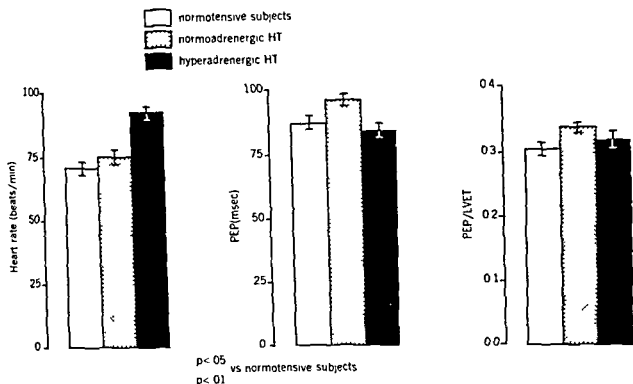 normotensive subjects
normoadrenergic HT
hyperadrenergic HT
Heart rate (beats/min)
100
75
50
25
0
PEP(msec)
100
75
50
25
0
PEP/LVET
0.4
0.3
0.2
0.1
0.0
p<.05
vs normotensive subjects
p<.01